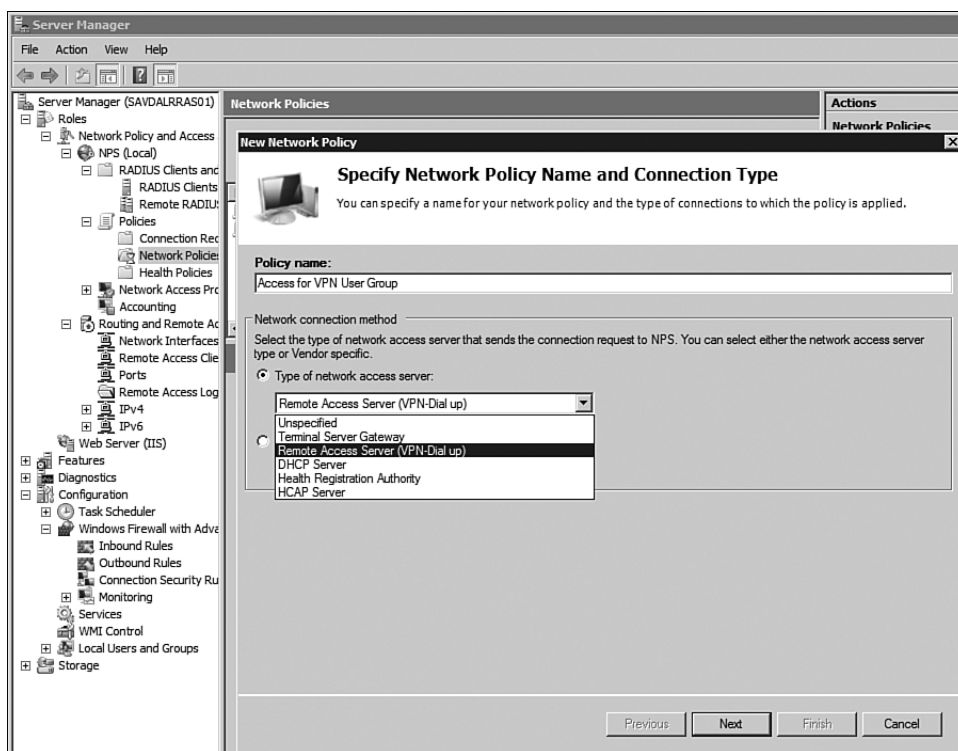 Server Manager
File Action View Help
Server Manager (SAVDALRRAS01)
Roles
Network Policy and Access
NPS (Local)
RADIUS Clients and
RADIUS Clients
Remote RADIUS
Policies
Connection Rec
Network Policies
Health Policies
Network Access Pro
Accounting
Routing and Remote Ac
Network Interfaces
Remote Access Clie
Ports
Remote Access Log
IPv4
IPv6
Web Server (IIS)
Features
Diagnostics
Configuration
Task Scheduler
Windows Firewall with Adva
Inbound Rules
Outbound Rules
Connection Security Ru
Monitoring
Services
WMI Control
Local Users and Groups
Storage
Network Policies
Actions
Network Policies
New Network Policy
Specify Network Policy Name and Connection Type
You can specify a name for your network policy and the type of connections to which the policy is applied.
Policy name:
Access for VPN User Group
Network connection method
Select the type of network access server that sends the connection request to NPS. You can select either the network access server
type or Vendor specific.
Type of network access server:
Remote Access Server (VPN-Dial up)
Unspecified
Terminal Server Gateway
Remote Access Server (VPN-Dial up)
DHCP Server
Health Registration Authority
HCAP Server
Previous Next Finish Cancel